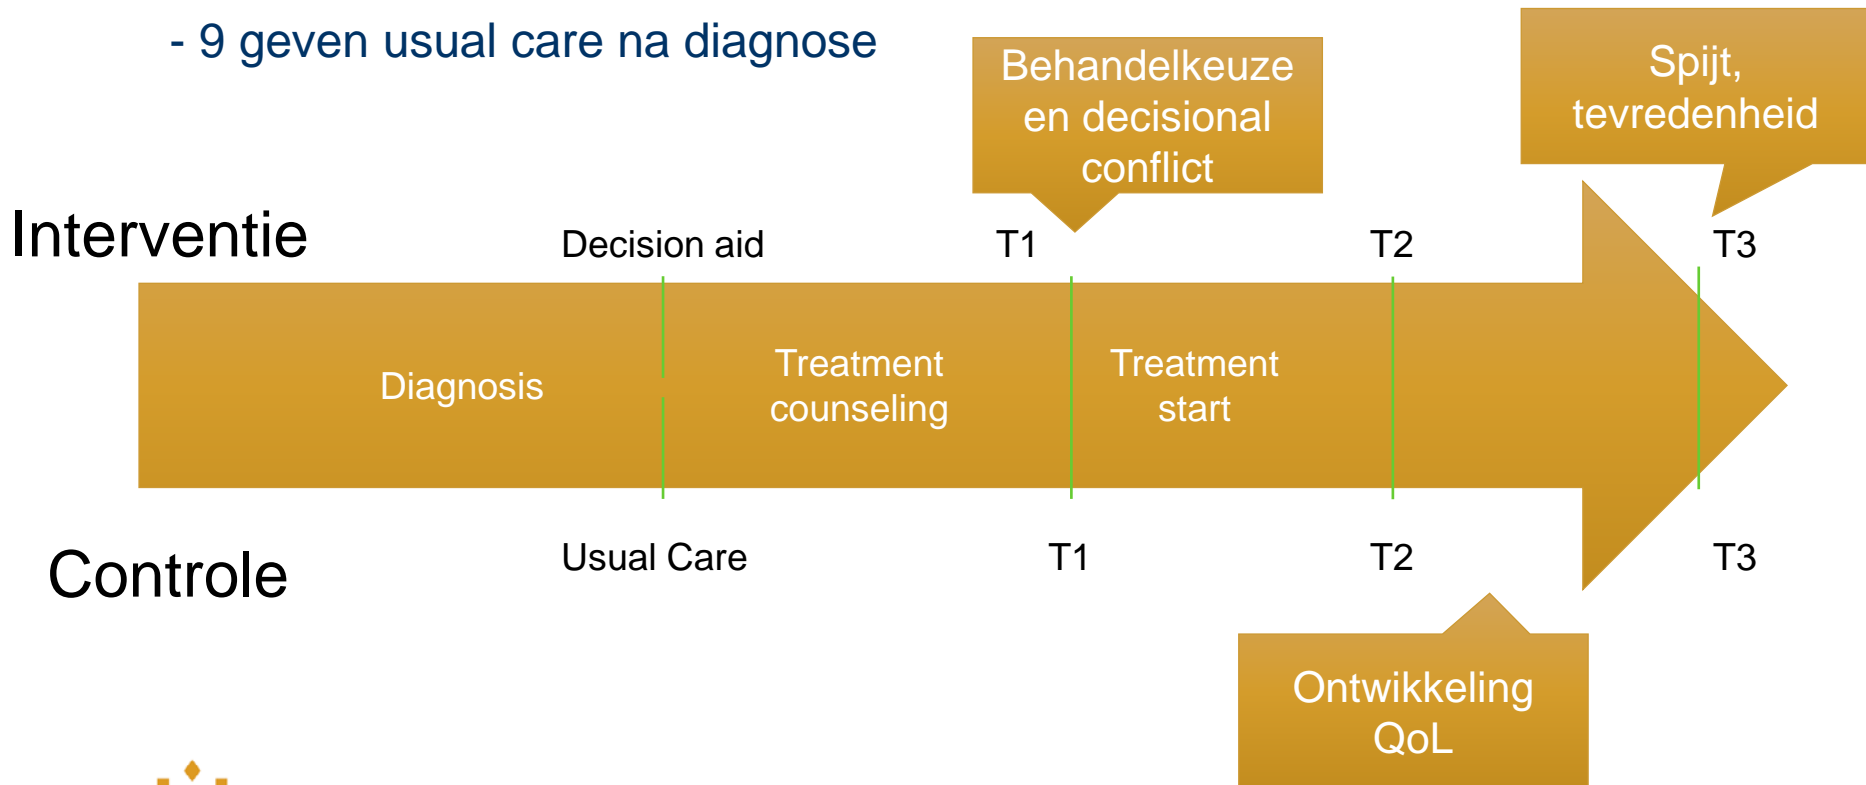 - 9 geven usual care na diagnose
Behandelkeuze
en decisional
conflict
Spijt,
tevredenheid
Interventie
Decision aid
T1
T2
T3
Diagnosis
Treatment
counseling
Treatment
start
Controle
Usual Care
T1
T2
T3
Ontwikkeling
QoL